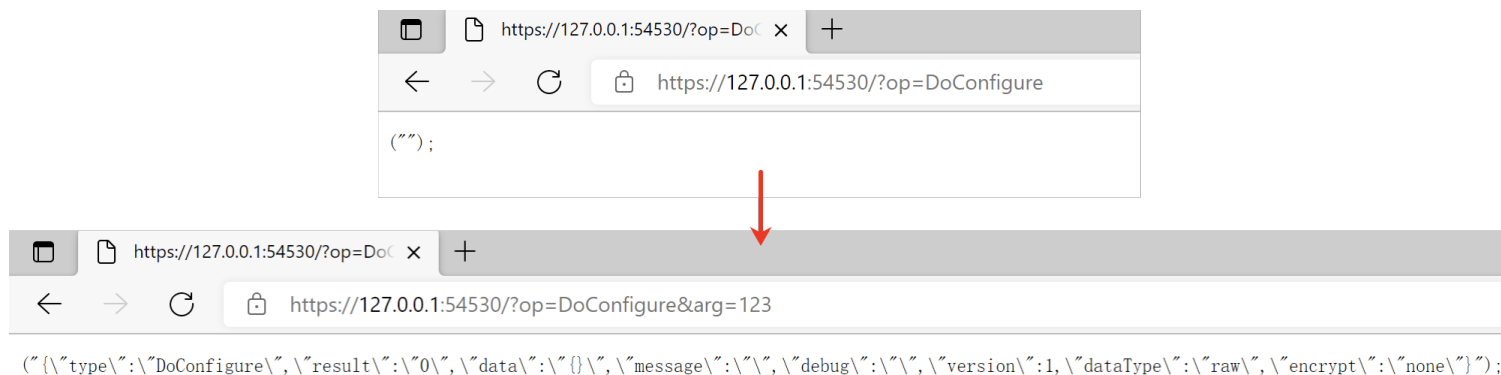 https://127.0.0.1:54530/?op=DoC
https://127.0.0.1:54530/?op=DoConfigure
("");
https://127.0.0.1:54530/?op=DoC
https://127.0.0.1:54530/?op=DoConfigure&arg=123
("{\"type\":\"DoConfigure\",\"result\":\"0\",\"data\":\"{}\",\"message\":\"\",\"debug\":\"\",\"version\":1,\"dataType\":\"raw\",\"encrypt\":\"none\"}");